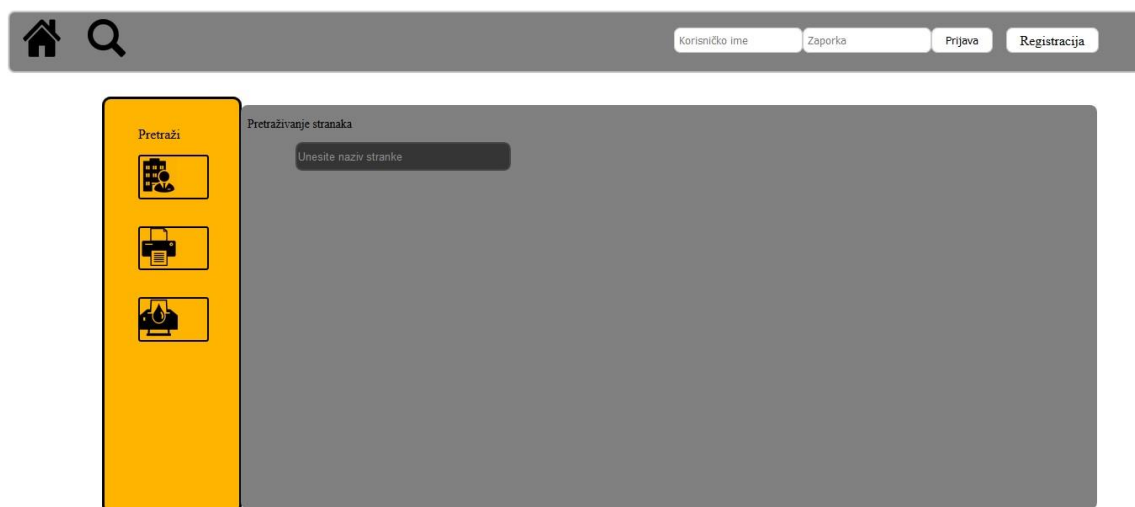 Korisničko ime Zaporka Prijava Registracija
Pretraži
Pretraživanje stranaka
Unesite naziv stranke